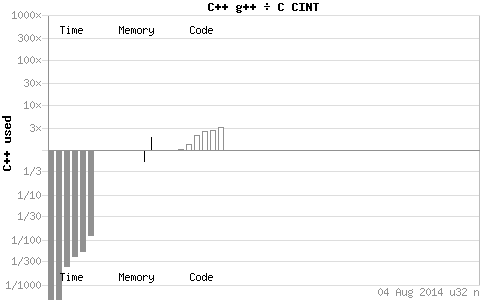 C++ g++ ÷ C CINT
1000×
Time Memory Code
300×
100×
30×
10×
3×
C++ used
1/3
1/10
1/30
1/100
1/300
Time Memory Code
1/1000
04 Aug 2014 u32 n